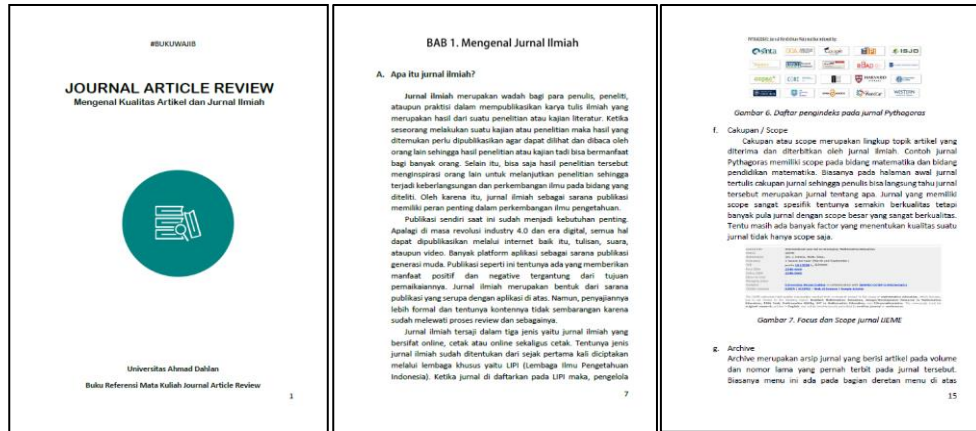 #BUKUWAJIB
JOURNAL ARTICLE REVIEW
Mengenal Kualitas Artikel dan Jurnal Ilmiah
Universitas Ahmad Dahlan
Buku Referensi Mata Kuliah Journal Article Review
1
BAB 1. Mengenal Jurnal Ilmiah
A. Apa itu jurnal ilmiah?
Jurnal ilmiah merupakan wadah bagi para penulis, peneliti,
ataupun praktisi dalam mempublikasikan karya tulis ilmiah yang
merupakan hasil dari suatu penelitian atau kajian literatur. Ketika
seseorang melakukan suatu kajian atau penelitian maka hasil yang
ditemukan perlu dipublikasikan agar dapat dilihat dan dibaca oleh
orang lain sehingga hasil penelitian atau kajian tadi bisa bermanfaat
bagi banyak orang. Selain itu, bisa saja hasil penelitian tersebut
menginspirasi orang lain untuk melanjutkan penelitian sehingga
terjadi keberlangsungan dan perkembangan ilmu pada bidang yang
diteliti. Oleh karena itu, jurnal ilmiah sebagai sarana publikasi
memiliki peran penting dalam perkembangan ilmu pengetahuan.
Publikasi sendiri saat ini sudah menjadi kebutuhan penting.
Apalagi di masa revolusi industry 4.0 dan era digital, semua hal
dapat dipublikasikan melalui internet baik itu, tulisan, suara,
ataupun video. Banyak platform aplikasi sebagai sarana publikasi
generasi muda. Publikasi seperti ini tentunya ada yang memberikan
manfaat positif dan negative tergantung dari tujuan
pemakaiannya. Jurnal ilmiah merupakan bentuk dari sarana
publikasi yang serupa dengan aplikasi di atas. Namun, penyajiannya
lebih formal dan tentunya kontennya tidak sembarangan karena
sudah melewati proses review dan sebagainya.
Jurnal ilmiah tersaji dalam tiga jenis yaitu jurnal ilmiah yang
bersifat online, cetak atau online sekaligus cetak. Tentunya jenis
jurnal ilmiah sudah ditentukan dari sejak pertama kali diciptakan
melalui lembaga khusus yaitu LIPI (Lembaga Ilmu Pengetahuan
Indonesia). Ketika jurnal di daftarkan pada LIPI maka, pengelola
7
sinta
Google
ISJD
ROAD
HARVARD
WESTERN
Gambar 6. Daftar pengindeks pada jurnal Pythagoras
f. Cakupan / Scope
Cakupan atau scope merupakan lingkup topik artikel yang
diterima dan diterbitkan oleh jurnal ilmiah. Contoh jurnal
Pythagoras memiliki scope pada bidang matematika dan bidang
pendidikan matematika. Biasanya pada halaman awal jurnal
tertulis cakupan jurnal sehingga penulis bisa langsung tahu jurnal
tersebut merupakan jurnal tentang apa. Jurnal yang memiliki
scope sangat spesifik tentunya semakin berkualitas tetapi
banyak pula jurnal dengan scope besar yang sangat berkualitas.
Tentu masih ada banyak factor yang menentukan kualitas suatu
jurnal tidak hanya scope saja.
Gambar 7. Focus dan Scope jurnal IJEME
g. Archive
Archive merupakan arsip jurnal yang berisi artikel pada volume
dan nomor lama yang pernah terbit pada jurnal tersebut.
Biasanya menu ini ada pada bagian deretan menu di atas
15